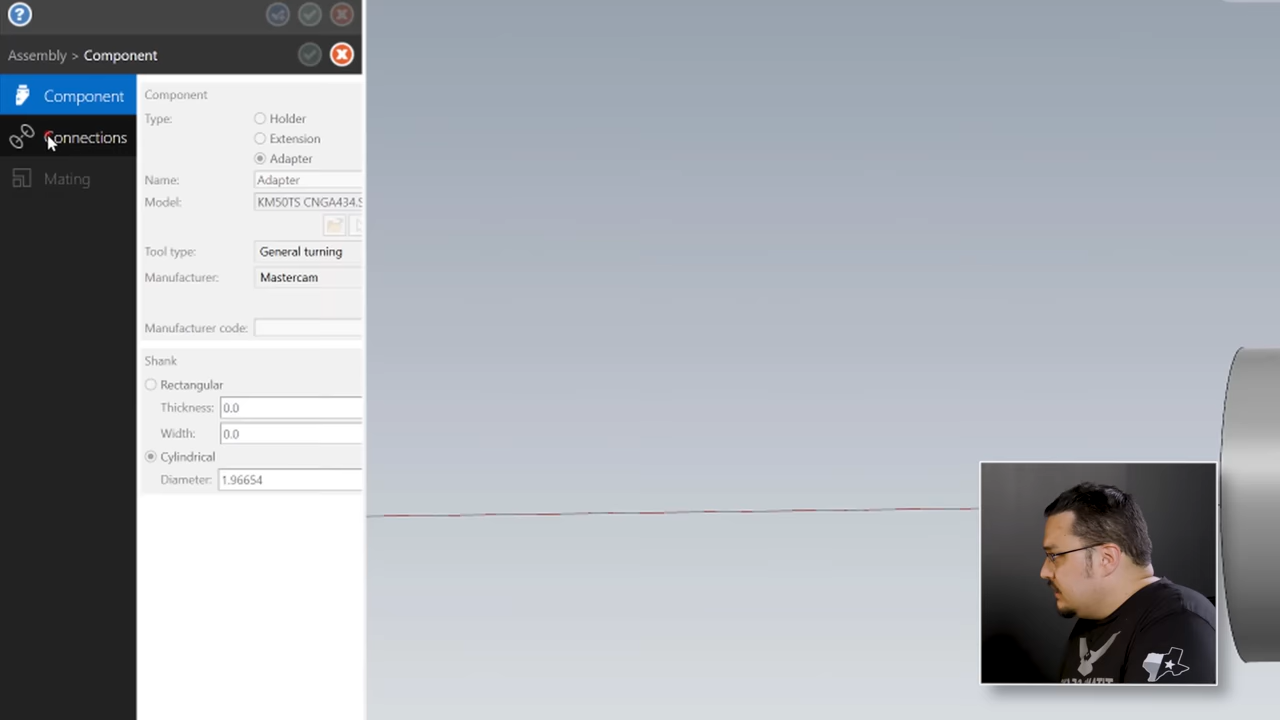 Assembly > Component
Component
Connections
Mating
Component
Type:
Holder
Extension
Adapter
Name:
Adapter
Model:
KM50TS CNGA434.S
Tool type:
General turning
Manufacturer:
Mastercam
Manufacturer code:
Shank
Rectangular
Thickness:
0.0
Width:
0.0
Cylindrical
Diameter:
1.96654